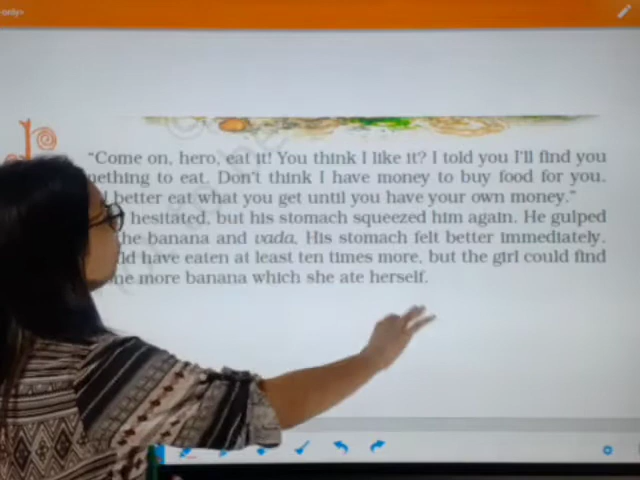 only>
"Come on, hero, eat it! You think I like it? I told you I'll find you
nething to eat. Don't think I have money to buy food for you.
better eat what you get until you have your own money."
hesitated, but his stomach squeezed him again. He gulped
he banana and vada. His stomach felt better immediately.
ld have eaten at least ten times more, but the girl could find
ne more banana which she ate herself.